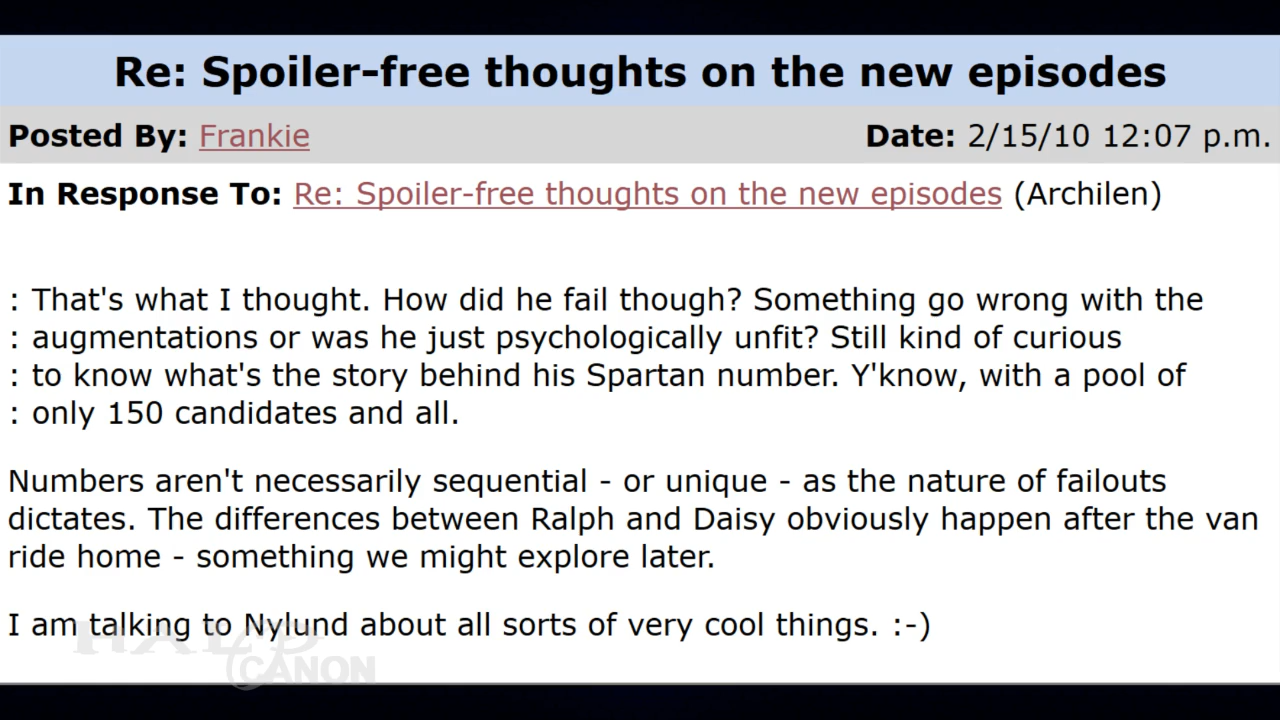 Re: Spoiler-free thoughts on the new episodes
Posted By: Frankie Date: 2/15/10 12:07 p.m.
In Response To: Re: Spoiler-free thoughts on the new episodes (Archilen)
: That's what I thought. How did he fail though? Something go wrong with the
: augmentations or was he just psychologically unfit? Still kind of curious
: to know what's the story behind his Spartan number. Y'know, with a pool of
: only 150 candidates and all.
Numbers aren't necessarily sequential - or unique - as the nature of failouts
dictates. The differences between Ralph and Daisy obviously happen after the van
ride home - something we might explore later.
I am talking to Nylund about all sorts of very cool things. :-)
HALO
CANON